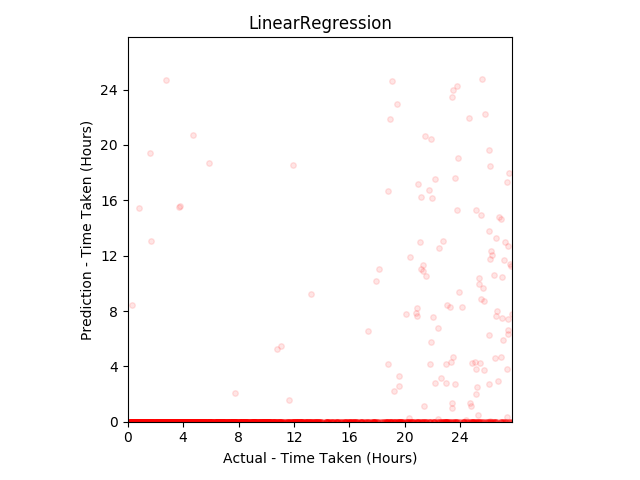 LinearRegression
Prediction - Time Taken (Hours)
24
20
16
12
8
4
0
0 4 8 12 16 20 24
Actual - Time Taken (Hours)